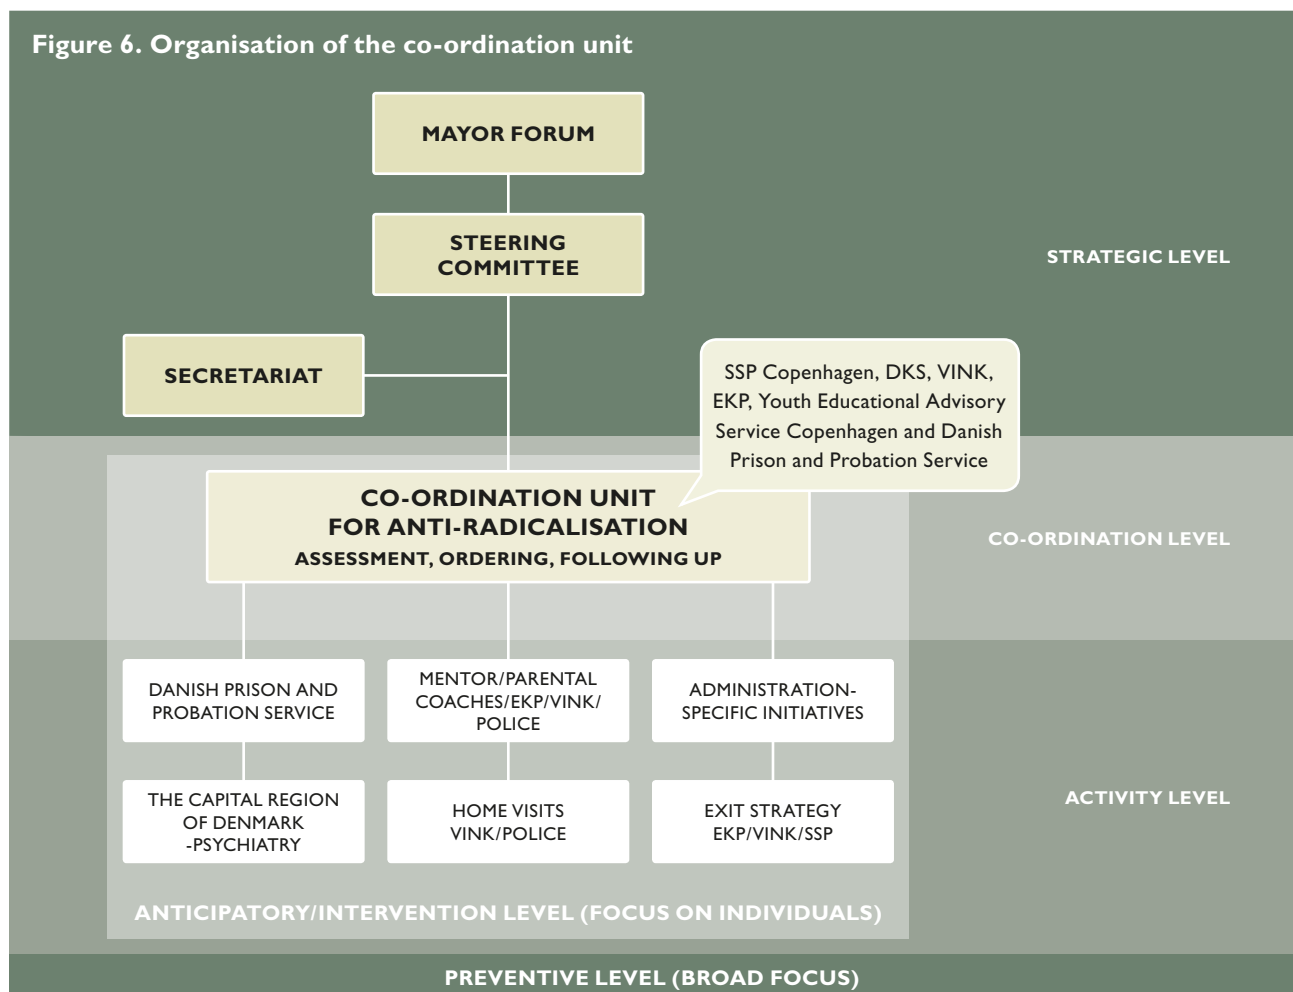 Figure 6. Organisation of the co-ordination unit
MAYOR FORUM
STEERING
COMMITTEE
STRATEGIC LEVEL
SECRETARIAT
SSP Copenhagen, DKS, VINK,
EKP, Youth Educational Advisory
Service Copenhagen and Danish
Prison and Probation Service
CO-ORDINATION UNIT
FOR ANTI-RADICALISATION
ASSESSMENT, ORDERING, FOLLOWING UP
CO-ORDINATION LEVEL
DANISH PRISON AND
PROBATION SERVICE
MENTOR/PARENTAL
COACHES/EKP/VINK/
POLICE
ADMINISTRATION-
SPECIFIC INITIATIVES
THE CAPITAL REGION
OF DENMARK
-PSYCHIATRY
HOME VISITS
VINK/POLICE
EXIT STRATEGY
EKP/VINK/SSP
ACTIVITY LEVEL
ANTICIPATORY/INTERVENTION LEVEL (FOCUS ON INDIVIDUALS)
PREVENTIVE LEVEL (BROAD FOCUS)